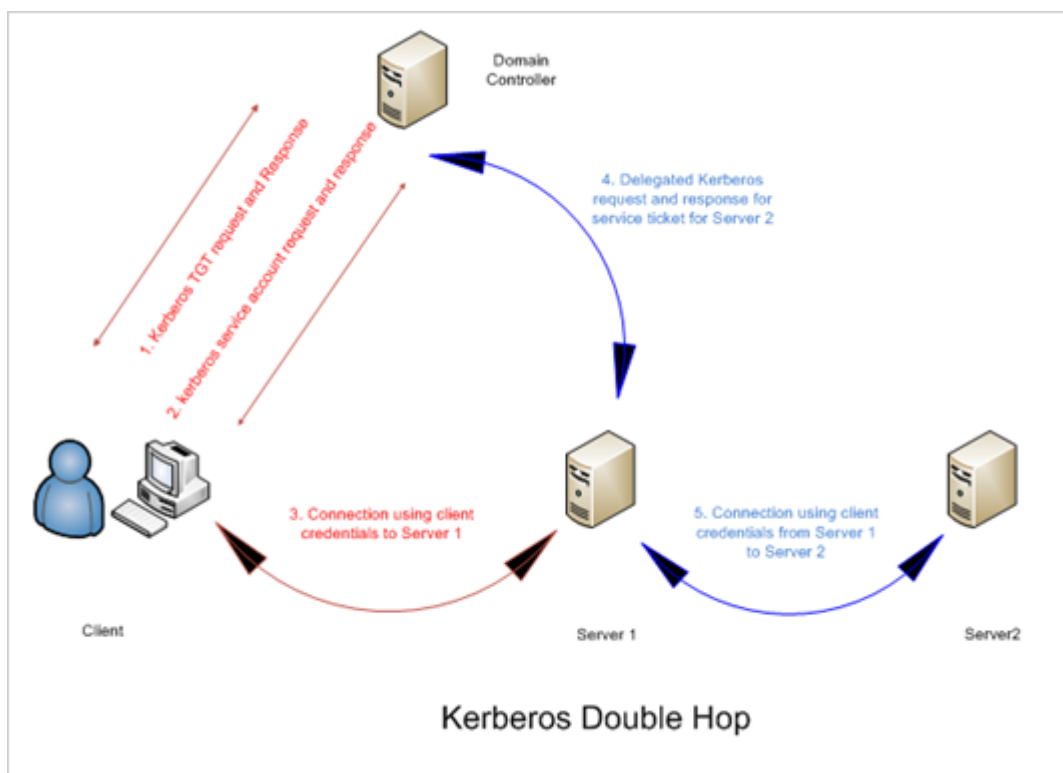 Domain
Controller
1. Kerberos TGT request and Response
2. kerberos service account request and response
4. Delegated Kerberos
request and response for
service ticket for Server 2
3. Connection using client
credentials to Server 1
5. Connection using client
credentials from Server 1
to Server 2
Client
Server 1
Server2
Kerberos Double Hop